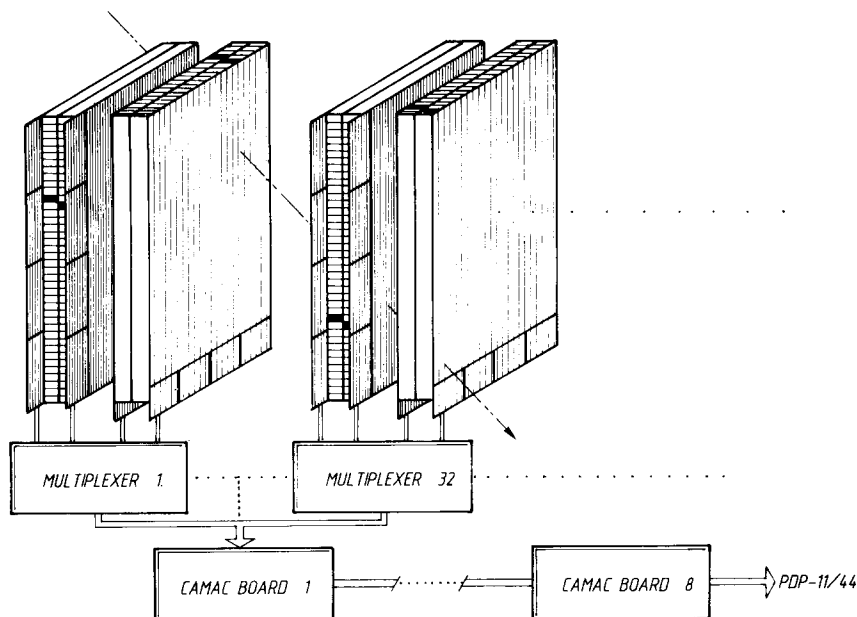 MULTIPLEXER 1.
MULTIPLEXER 32
CAMAC BOARD 1
CAMAC BOARD 8
PDP-11/44